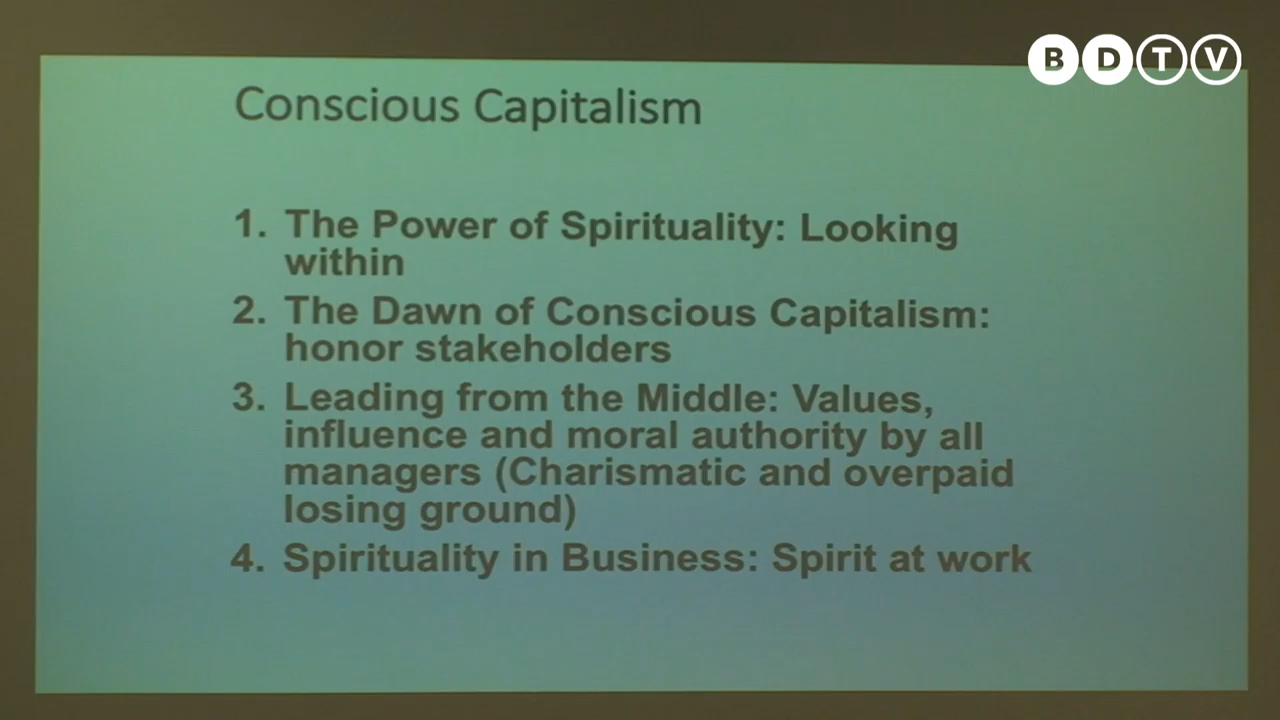 BDTV
Conscious Capitalism
1. The Power of Spirituality: Looking
within
2. The Dawn of Conscious Capitalism:
honor stakeholders
3. Leading from the Middle: Values,
influence and moral authority by all
managers (Charismatic and overpaid
losing ground)
4. Spirituality in Business: Spirit at work